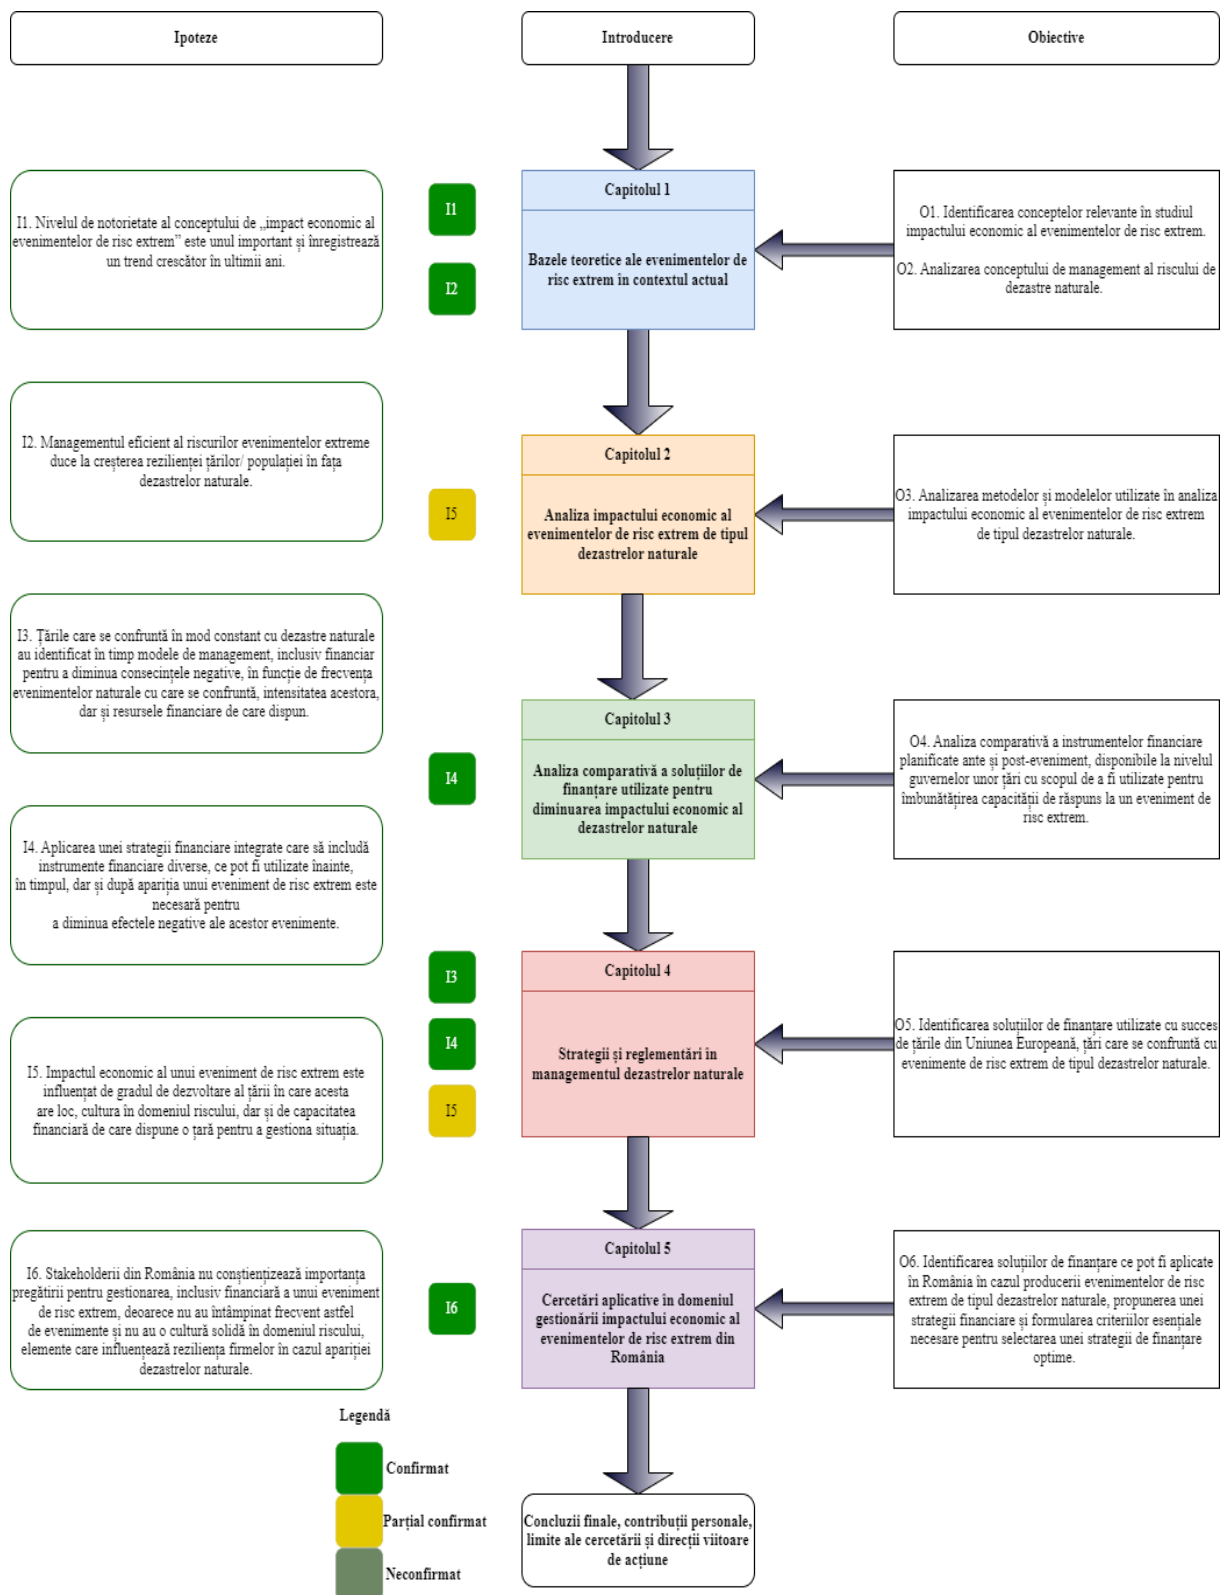 Ipoteze
Introducere
Obiective
I1. Nivelul de notorietate al conceptului de „impact economic al
evenimentelor de risc extrem” este unul important și înregistrează
un trend crescător în ultimii ani.
I1
I2
Capitolul 1
Bazele teoretice ale evenimentelor de
risc extrem în contextul actual
O1. Identificarea conceptelor relevante în studiul
impactului economic al evenimentelor de risc extrem.
O2. Analizarea conceptului de management al riscului de
dezastre naturale.
I2. Managementul eficient al riscurilor evenimentelor extreme
duce la creșterea rezilienței țărilor/ populației în fața
dezastrelor naturale.
I5
Capitolul 2
Analiza impactului economic al
evenimentelor de risc extrem de tipul
dezastrelor naturale
O3. Analizarea metodelor și modelelor utilizate în analiza
impactului economic al evenimentelor de risc extrem
de tipul dezastrelor naturale.
I3. Țările care se confruntă în mod constant cu dezastre naturale
au identificat în timp modele de management, inclusiv financiar
pentru a diminua consecințele negative, în funcție de frecvența
evenimentelor naturale cu care se confruntă, intensitatea acestora,
dar și resursele financiare de care dispun.
I4
Capitolul 3
Analiza comparativă a soluțiilor de
finanțare utilizate pentru
diminuarea impactului economic al
dezastrelor naturale
O4. Analiza comparativă a instrumentelor financiare
planificate ante și post-eveniment, disponibile la nivelul
guvernelor unor țări cu scopul de a fi utilizate pentru
îmbunătățirea capacității de răspuns la un eveniment de
risc extrem.
I4. Aplicarea unei strategii financiare integrate care să includă
instrumente financiare diverse, ce pot fi utilizate înainte,
în timpul, dar și după apariția unui eveniment de risc extrem este
necesară pentru
a diminua efectele negative ale acestor evenimente.
I3
I4
I5
Capitolul 4
Strategii și reglementări în
managementul dezastrelor naturale
O5. Identificarea soluțiilor de finanțare utilizate cu succes
de țările din Uniunea Europeană, țări care se confruntă cu
evenimente de risc extrem de tipul dezastrelor naturale.
I5. Impactul economic al unui eveniment de risc extrem este
influențat de gradul de dezvoltare al țării în care acesta
are loc, cultura în domeniul riscului, dar și de capacitatea
financiară de care dispune o țară pentru a gestiona situația.
I6. Stakeholderii din România nu conștientizează importanța
pregătirii pentru gestionarea, inclusiv financiară a unui eveniment
de risc extrem, deoarece nu au întâmpinat frecvent astfel
de evenimente și nu au o cultură solidă în domeniul riscului,
elemente care influențează reziliența firmelor în cazul apariției
dezastrelor naturale.
I6
Capitolul 5
Cercetări aplicative în domeniul
gestionării impactului economic al
evenimentelor de risc extrem din
România
O6. Identificarea soluțiilor de finanțare ce pot fi aplicate
în România în cazul producerii evenimentelor de risc
extrem de tipul dezastrelor naturale, propunerea unei
strategii financiare și formularea criteriilor esențiale
necesare pentru selectarea unei strategii de finanțare
optime.
Legendă
Confirmat
Parțial confirmat
Neconfirmat
Concluzii finale, contribuții personale,
limite ale cercetării și direcții viitoare
de acțiune